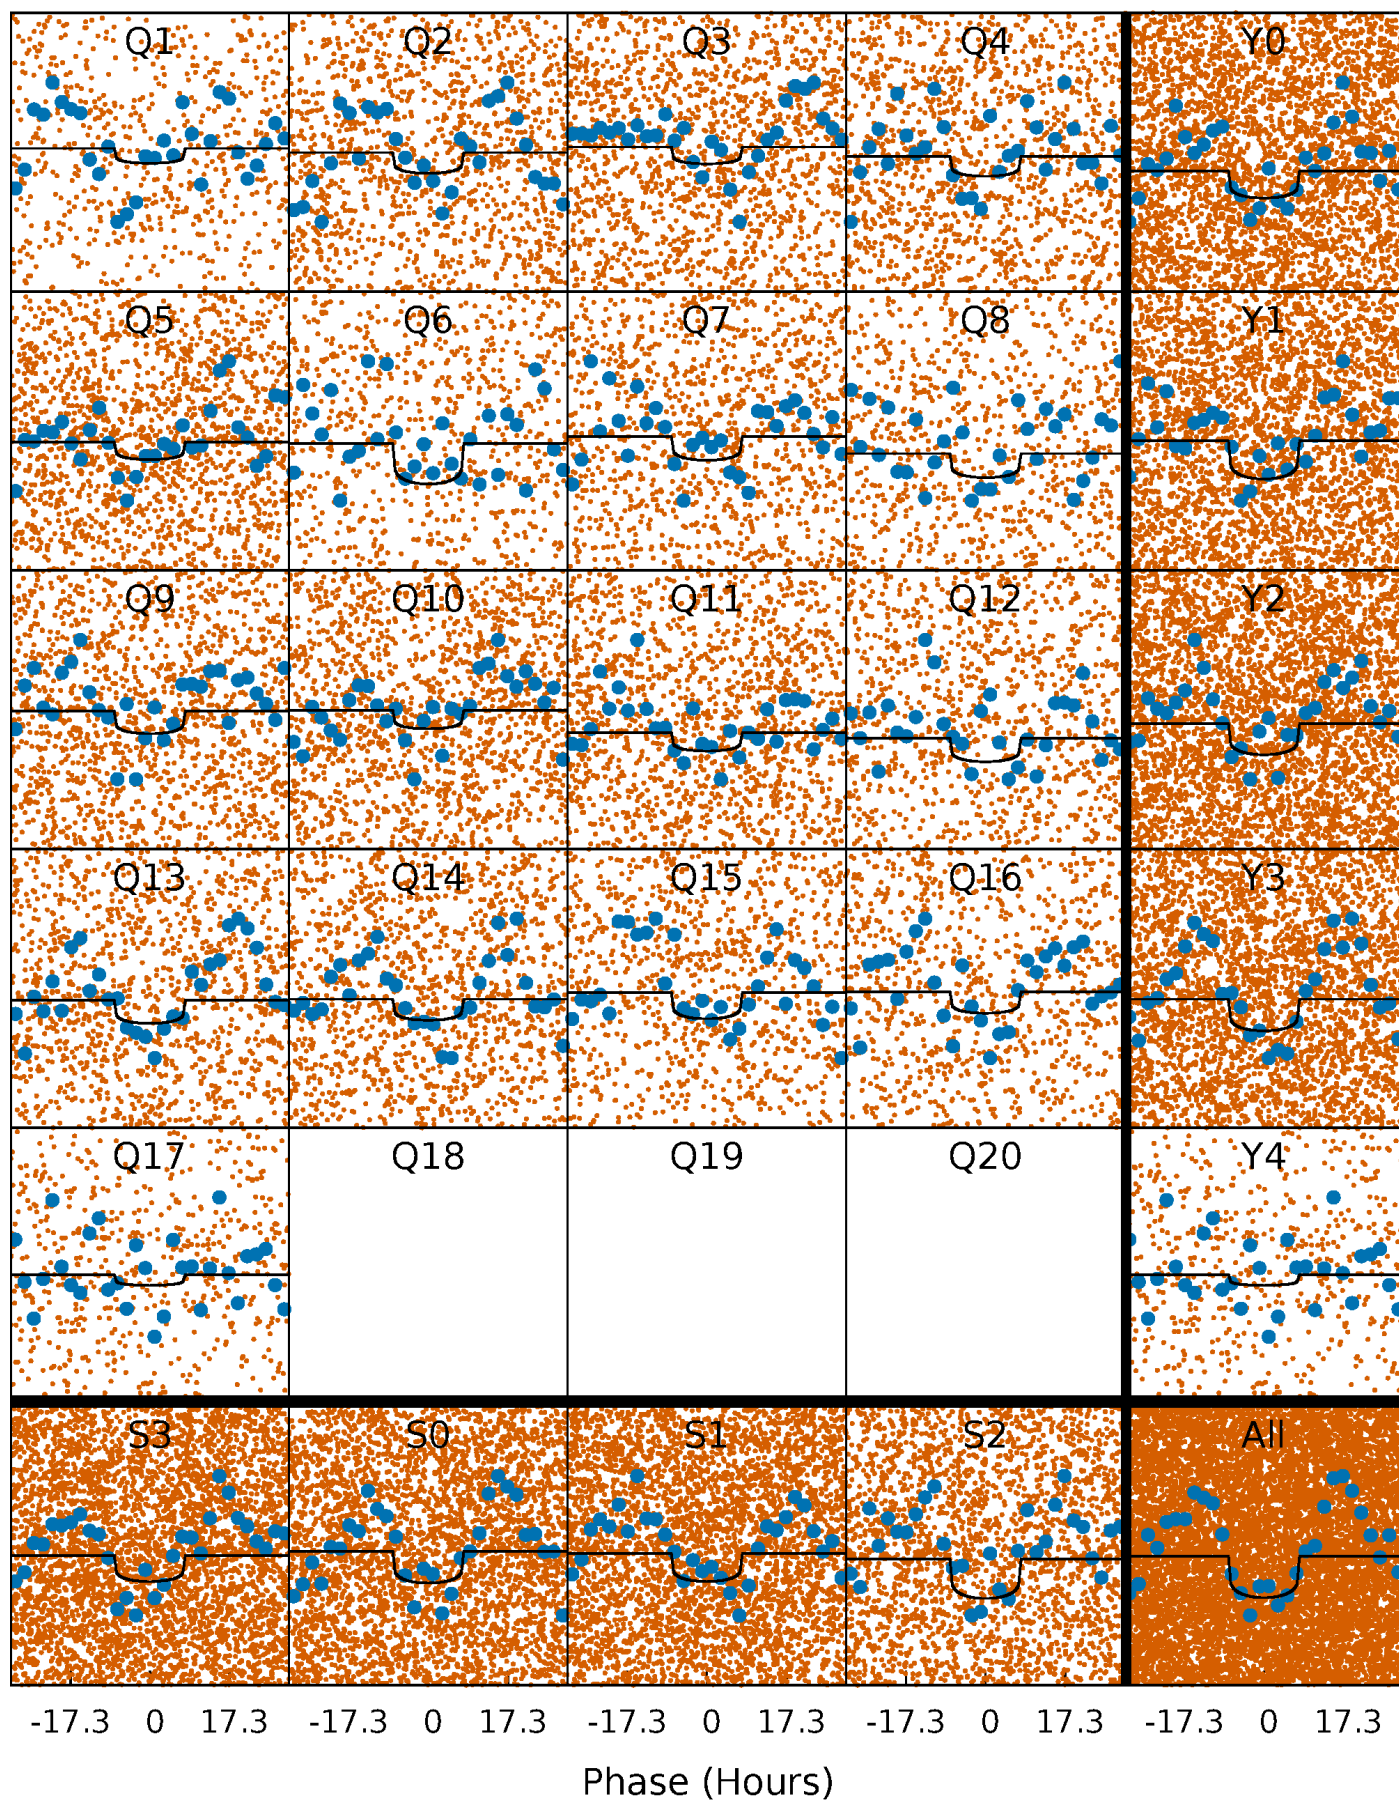 Q1 Q2 Q3 Q4 Y0
Q5 Q6 Q7 Q8 Y1
Q9 Q10 Q11 Q12 Y2
Q13 Q14 Q15 Q16 Y3
Q17 Q18 Q19 Q20 Y4
S3 S0 S1 S2 All
-17.3 0 17.3 -17.3 0 17.3 -17.3 0 17.3 -17.3 0 17.3 -17.3 0 17.3
Phase (Hours)